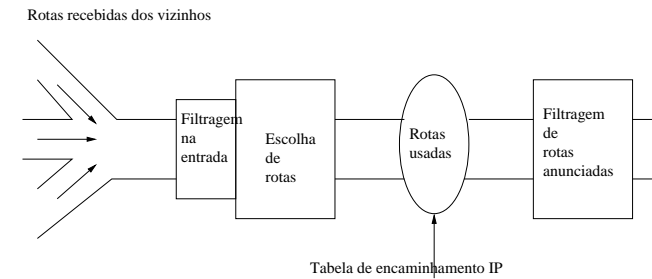 Rotas recebidas dos vizinhos
Filtragem
na
entrada
Escolha
de
rotas
Rotas
usadas
Filtragem
de
rotas
anunciadas
Tabela de encaminhamento IP